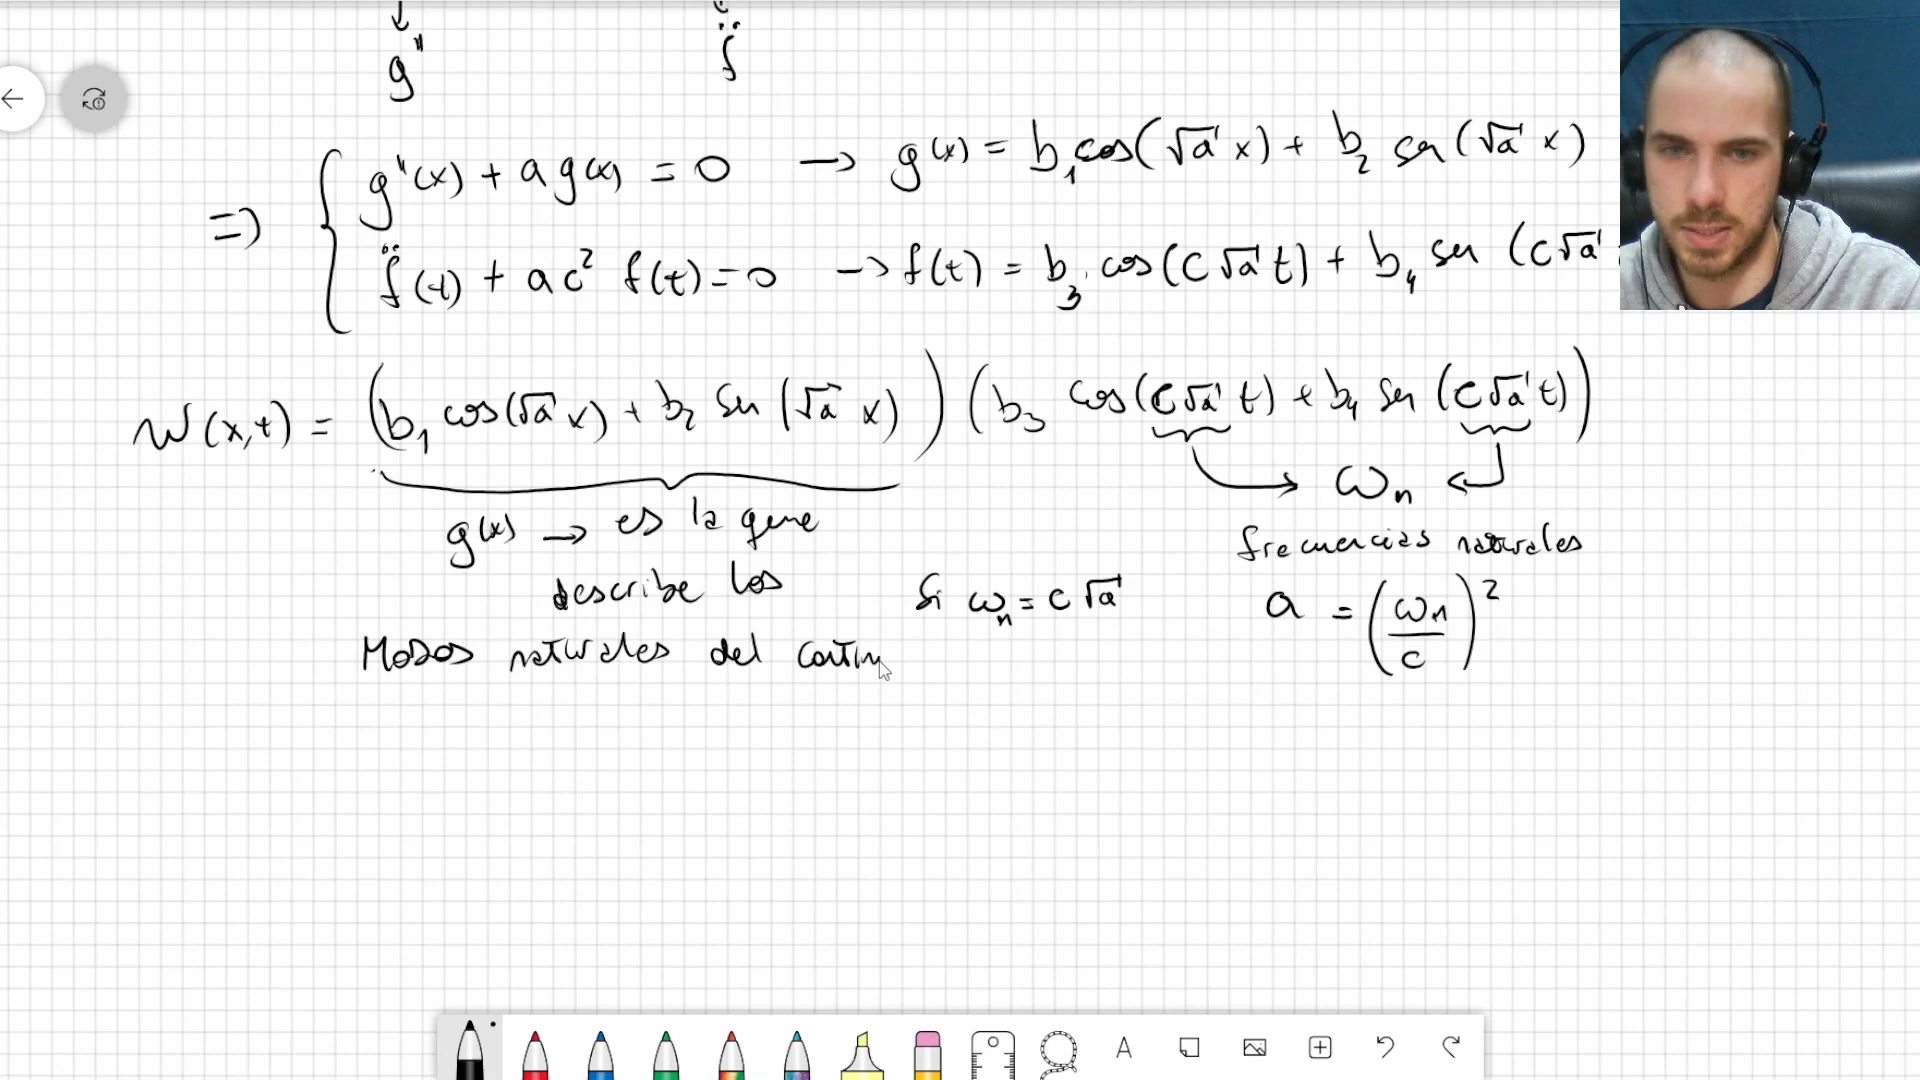 g" f̈
g"(x) + a g(x) = 0 → g(x) = b₁ cos(√a x) + b₂ sen(√a x)
=>
f̈(t) + ac² f(t) = 0 → f(t) = b₃ cos(c√a t) + b₄ sen (c√a
w(x,t) = (b₁ cos(√a x) + b₂ sen (√a x)) (b₃ cos(c√a t) + b₄ sen (c√a t))
→ ωₙ ←
g(x) → es la que
frecuencias naturales
describe los
Si ωₙ = c√a a = (ωₙ/c)²
Modos naturales del contin
A